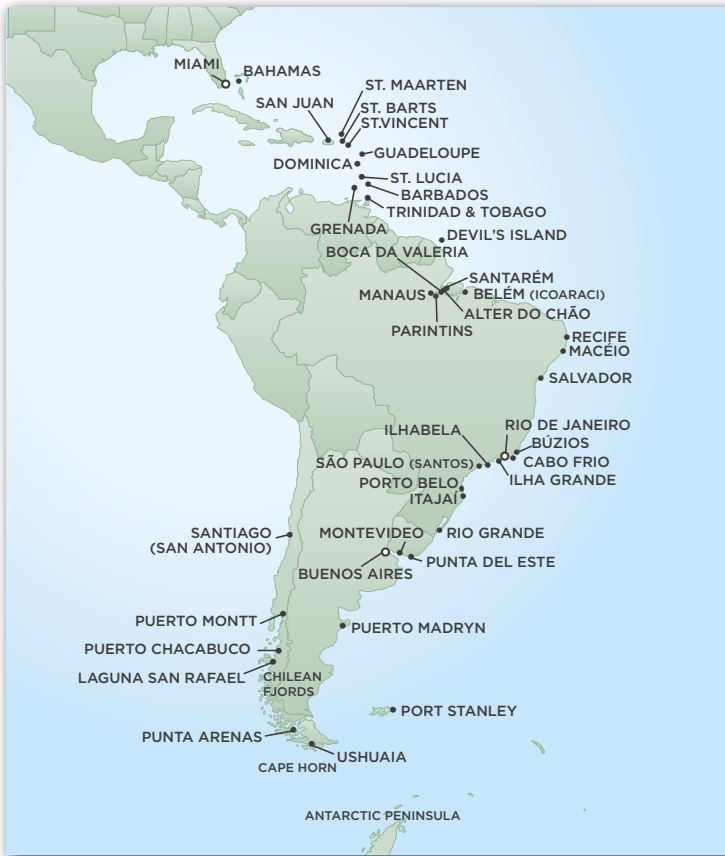 MIAMI
BAHAMAS
ST. MAARTEN
SAN JUAN
ST. BARTS
ST.VINCENT
GUADELOUPE
DOMINICA
ST. LUCIA
BARBADOS
TRINIDAD & TOBAGO
GRENADA
DEVIL'S ISLAND
BOCA DA VALERIA
SANTARÉM
MANAUS
BELÉM (ICOARACI)
ALTER DO CHÃO
PARINTINS
RECIFE
MACÉIO
SALVADOR
RIO DE JANEIRO
ILHABELA
BÚZIOS
SÃO PAULO (SANTOS)
CABO FRIO
ILHA GRANDE
PORTO BELO
ITAJAÍ
SANTIAGO
(SAN ANTONIO)
MONTEVIDEO
RIO GRANDE
PUNTA DEL ESTE
BUENOS AIRES
PUERTO MONTT
PUERTO MADRYN
PUERTO CHACABUCO
LAGUNA SAN RAFAEL
CHILEAN
FJORDS
PORT STANLEY
PUNTA ARENAS
USHUAIA
CAPE HORN
ANTARCTIC PENINSULA